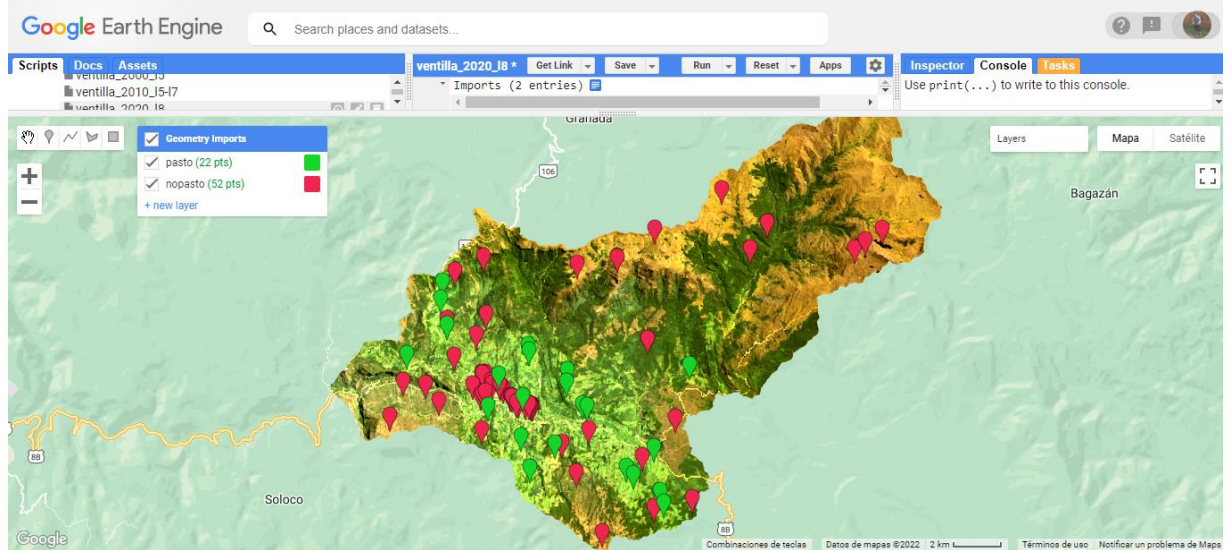 Google Earth Engine
Search places and datasets...
Scripts Docs Assets
ventilla_2000_l5
ventilla_2010_l5-l7
ventilla_2020_l8
ventilla_2020_l8 *
Get Link
Save
Run
Reset
Apps
Imports (2 entries)
Inspector Console Tasks
Use print(...) to write to this console.
Geometry Imports
pasto (22 pts)
nopasto (52 pts)
+ new layer
Layers
Mapa Satélite
Granada
106
Bagazán
8B
Soloco
8B
Google
Combinaciones de teclas
Datos de mapas ©2022
2 km
Términos de uso
Notificar un problema de Maps